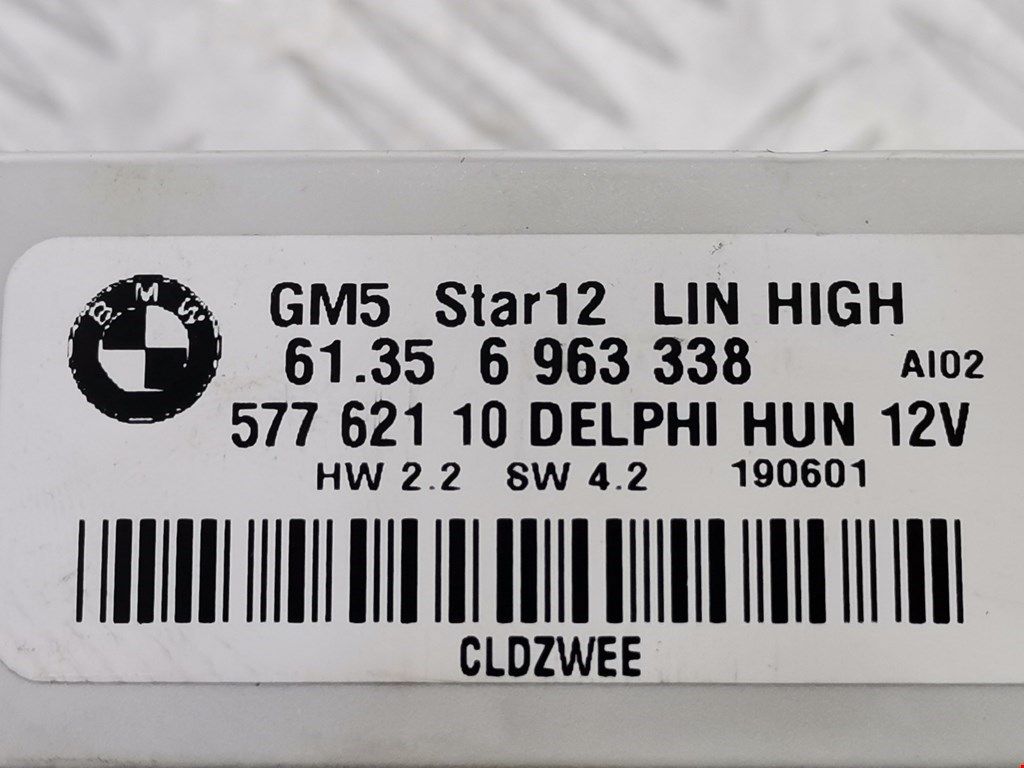 BMW
GM5 Star12 LIN HIGH
61.35 6 963 338 AI02
577 621 10 DELPHI HUN 12V
HW 2.2 SW 4.2 190601
CLDZWEE